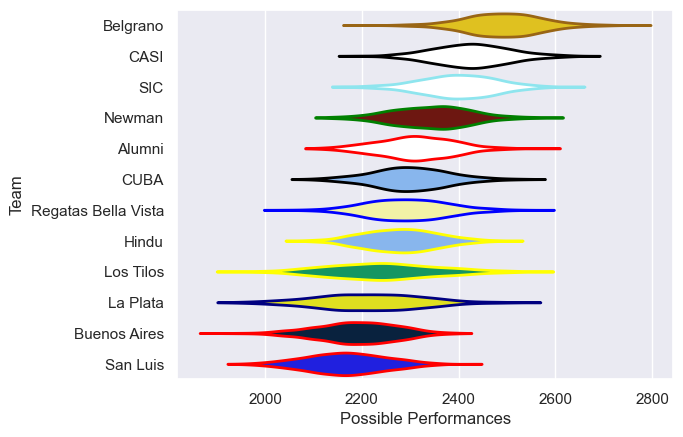 Belgrano
CASI
SIC
Newman
Alumni
CUBA
Regatas Bella Vista
Hindu
Los Tilos
La Plata
Buenos Aires
San Luis
Team
2000 2200 2400 2600 2800
Possible Performances